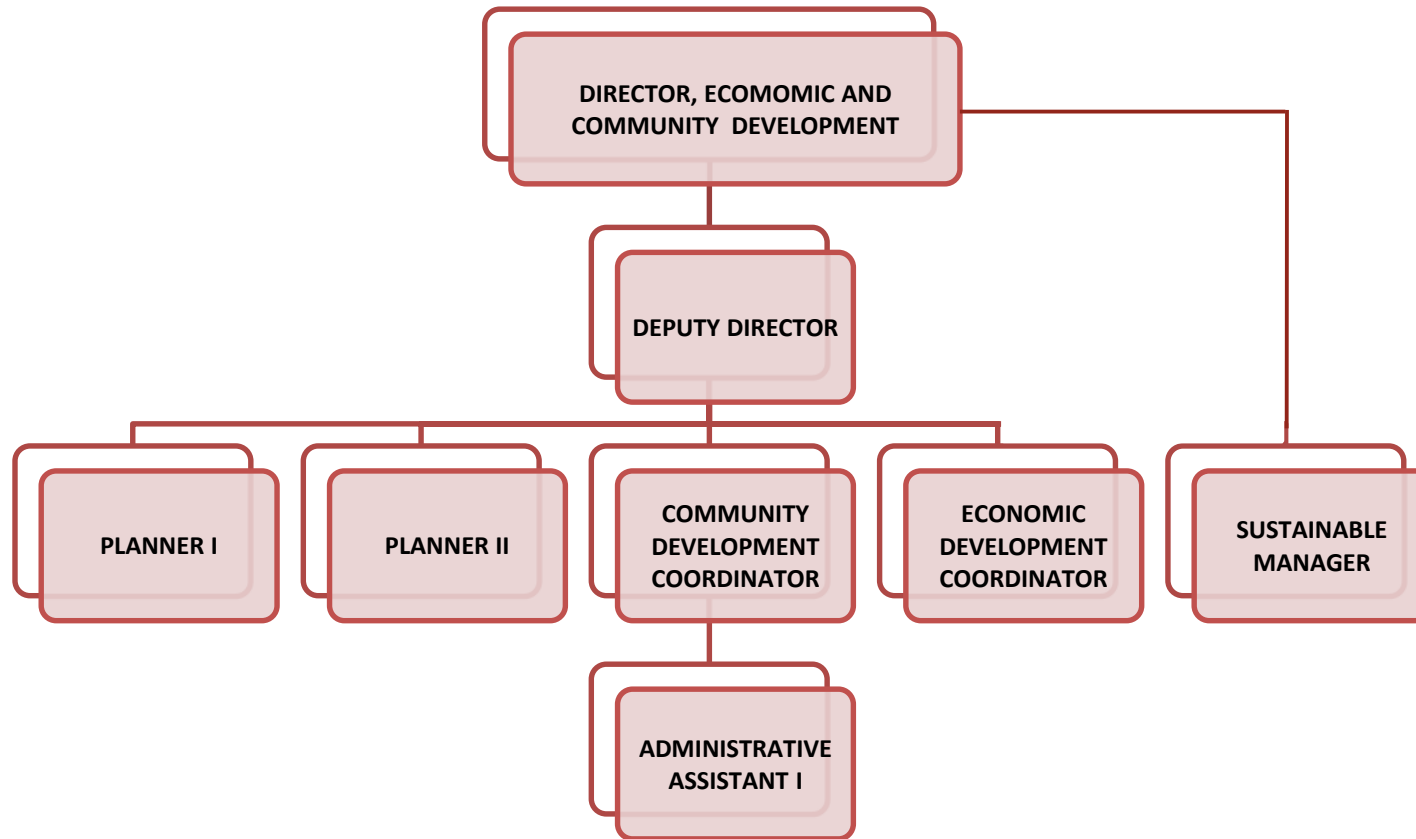 DIRECTOR, ECOMOMIC AND
COMMUNITY DEVELOPMENT
DEPUTY DIRECTOR
PLANNER I
PLANNER II
COMMUNITY
DEVELOPMENT
COORDINATOR
ECONOMIC
DEVELOPMENT
COORDINATOR
SUSTAINABLE
MANAGER
ADMINISTRATIVE
ASSISTANT I